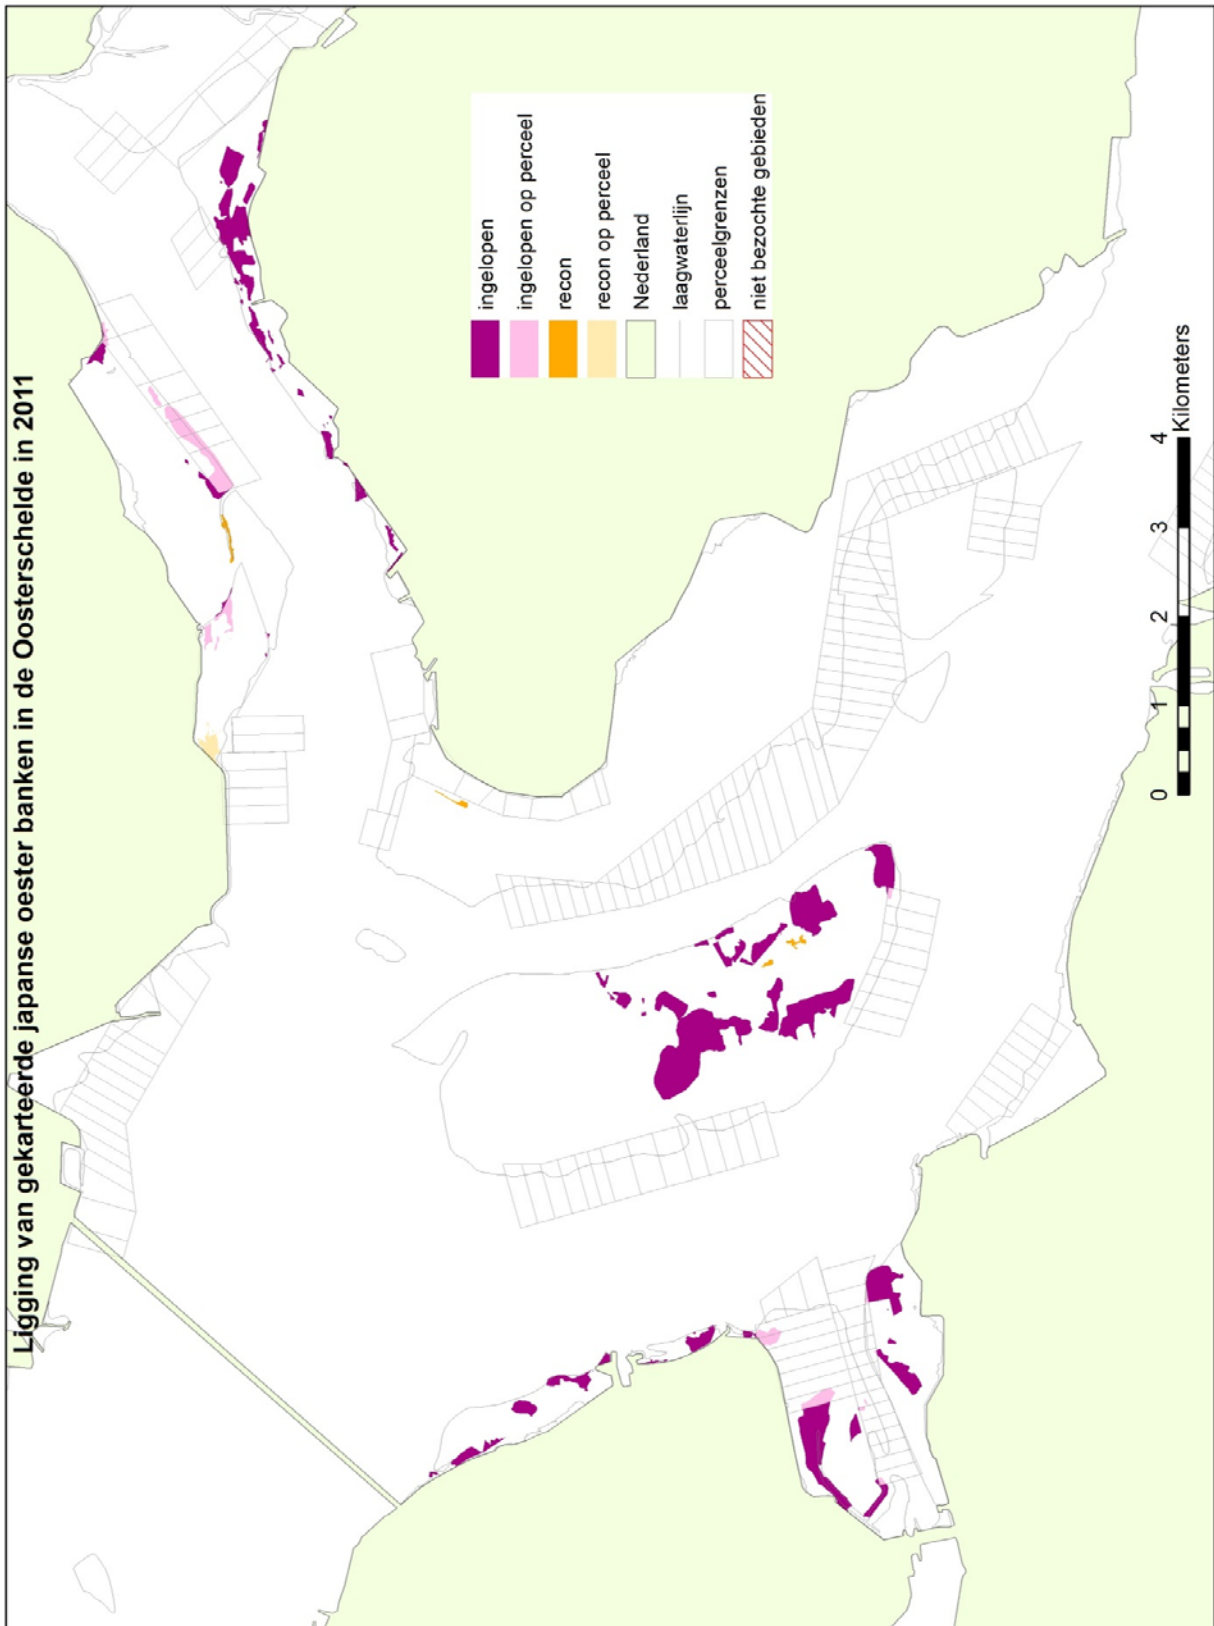 Ligging van gekarteerde japanse oester banken in de Oosterschelde in 2011
ingelopen
ingelopen op perceel
recon
recon op perceel
Nederland
laagwaterlijn
perceelgrenzen
niet bezochte gebieden
0 1 2 3 4
Kilometers